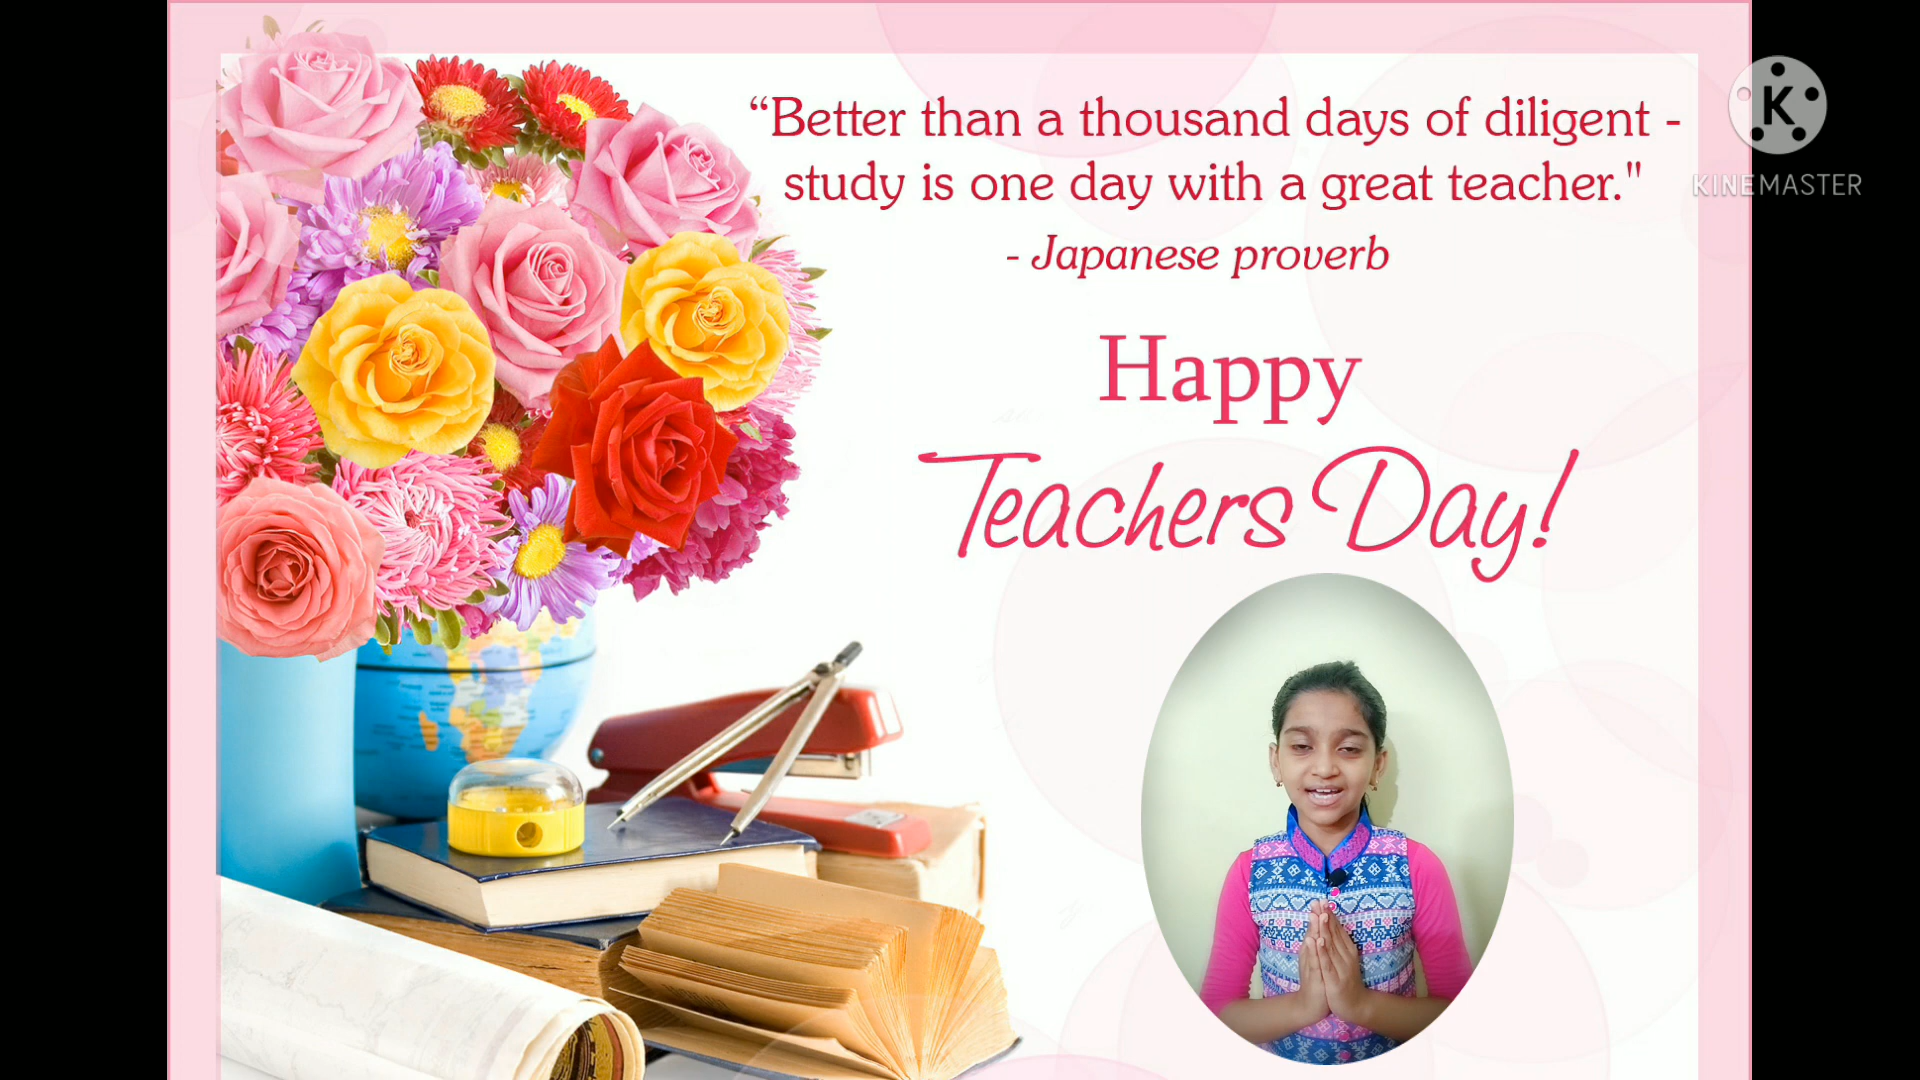 “Better than a thousand days of diligent -
study is one day with a great teacher."
- Japanese proverb
Happy
Teachers Day!
K
KINEMASTER